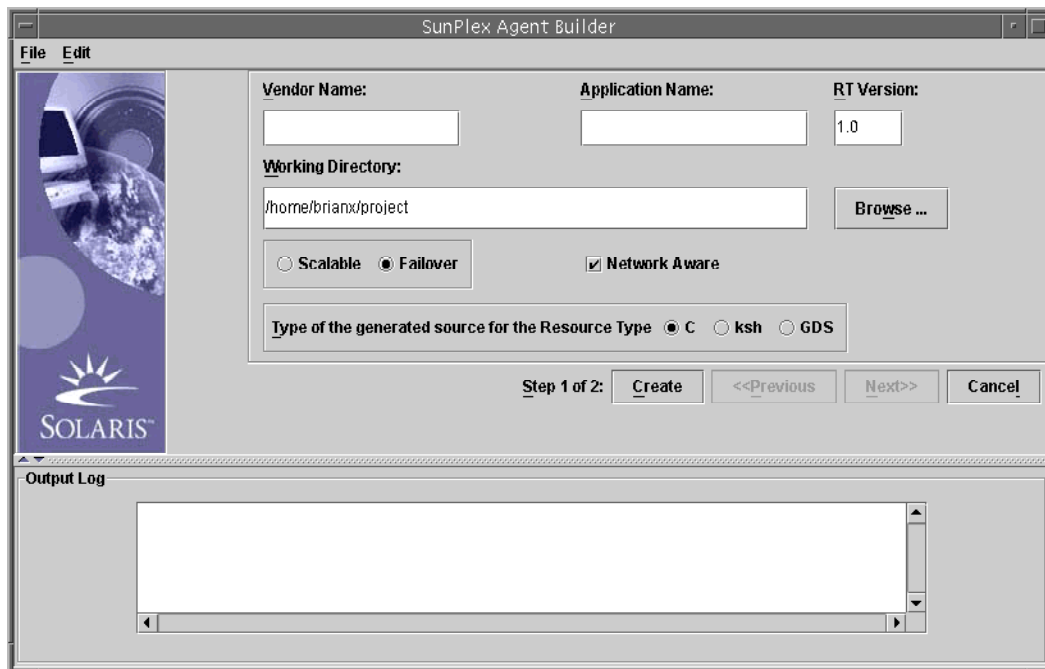 SunPlex Agent Builder
File Edit
Vendor Name: Application Name: RT Version:
1.0
Working Directory:
/home/brianx/project Browse ...
Scalable Failover Network Aware
Type of the generated source for the Resource Type C ksh GDS
Step 1 of 2: Create <<Previous Next>> Cancel
SOLARIS™
Output Log